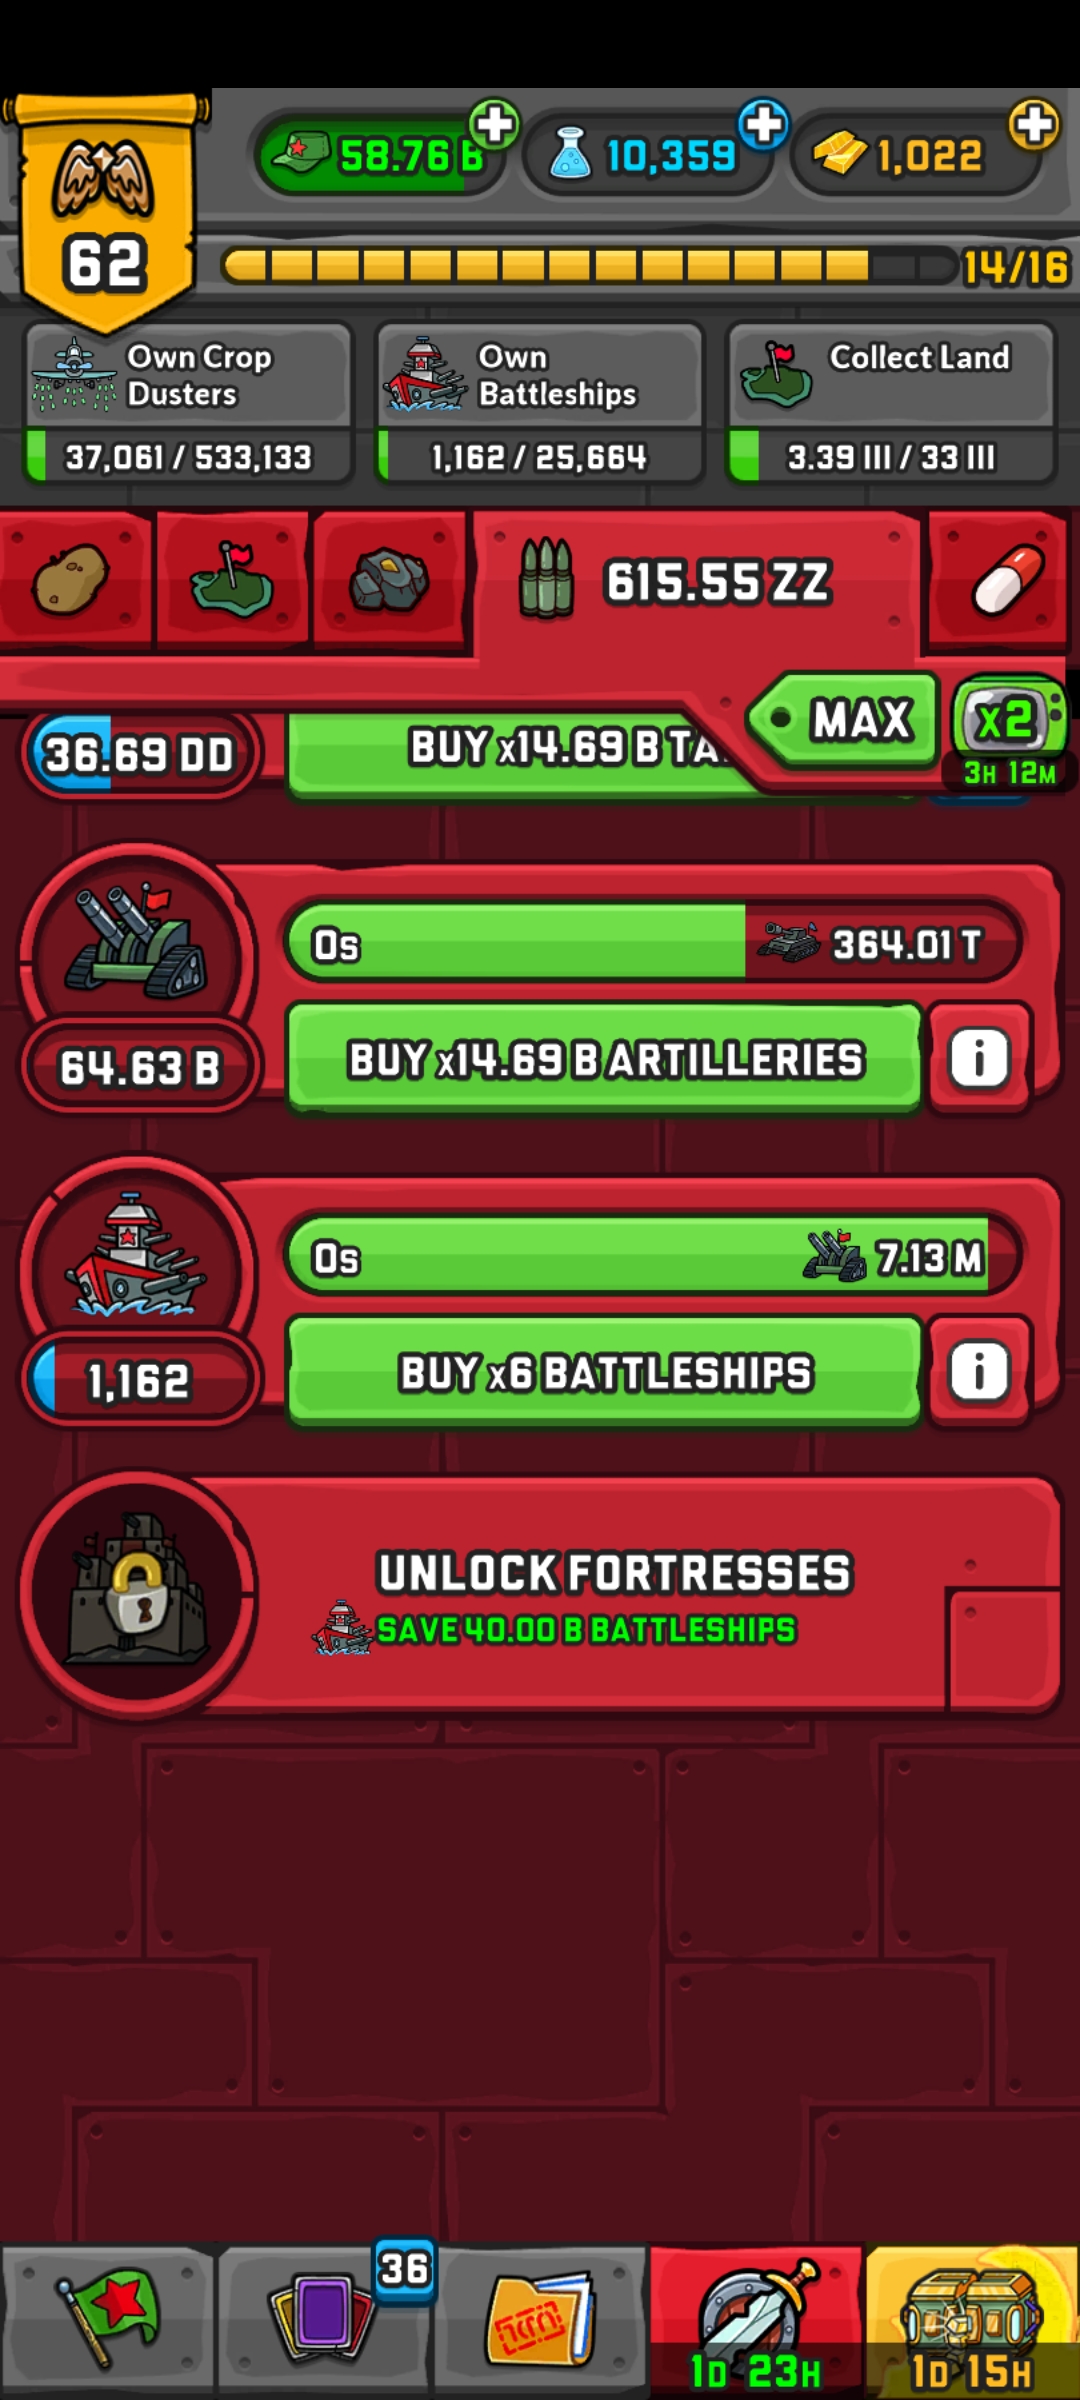 58.76 B
10,359
1,022
62
14/16
Own Crop
Dusters
37,061 / 533,133
Own
Battleships
1,162 / 25,664
Collect Land
3.39 III / 33 III
615.55 ZZ
MAX
x2
3H 12M
36.69 DD
BUY x14.69 B TA
0s
364.01 T
64.63 B
BUY x14.69 B ARTILLERIES
i
0s
7.13 M
1,162
BUY x6 BATTLESHIPS
i
UNLOCK FORTRESSES
SAVE 40.00 B BATTLESHIPS
36
1D 23H
1D 15H